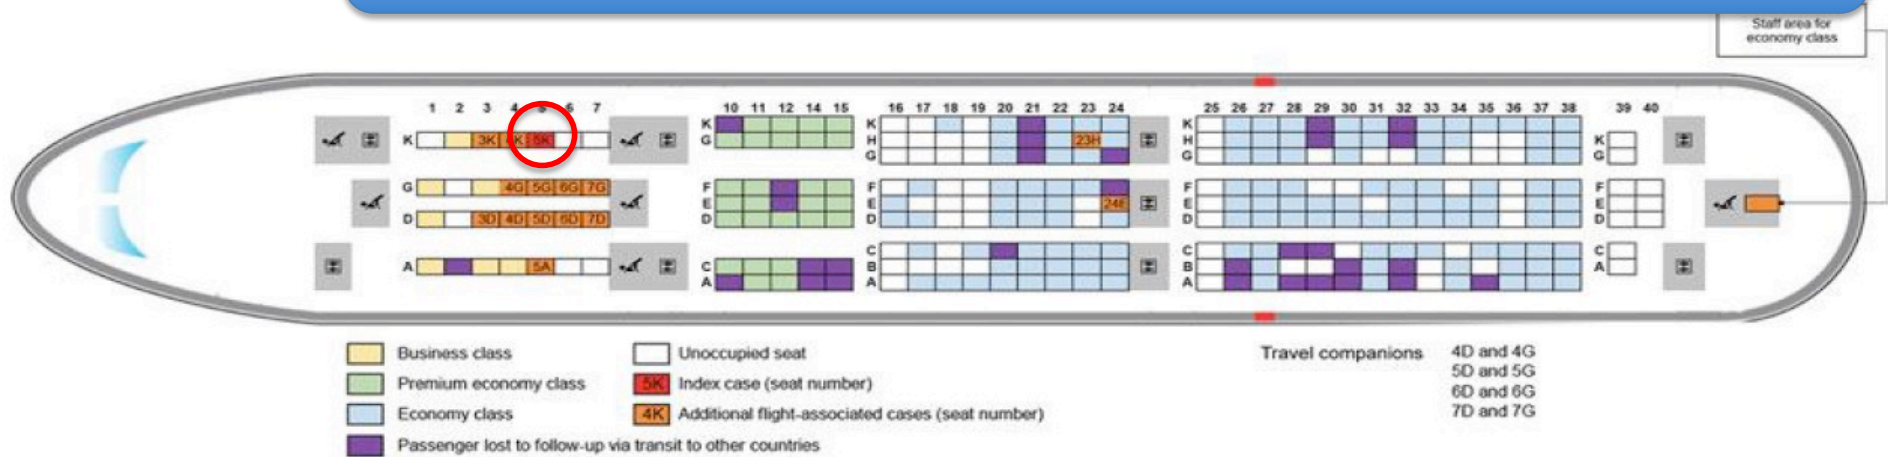 Staff area for
economy class
1 2 3 4 5 6 7 10 11 12 14 15 16 17 18 19 20 21 22 23 24 25 26 27 28 29 30 31 32 33 34 35 36 37 38 39 40
K 3K 4K 5K K G K H G 23H K H G K G
G 4G 5G 6G 7G F E D F E D 24E F E D F E D
D 3D 4D 5D 6D 7D
A 5A C A C B A C B A C A
Business class
Premium economy class
Economy class
Passenger lost to follow-up via transit to other countries
Unoccupied seat
5K Index case (seat number)
4K Additional flight-associated cases (seat number)
Travel companions 4D and 4G
5D and 5G
6D and 6G
7D and 7G